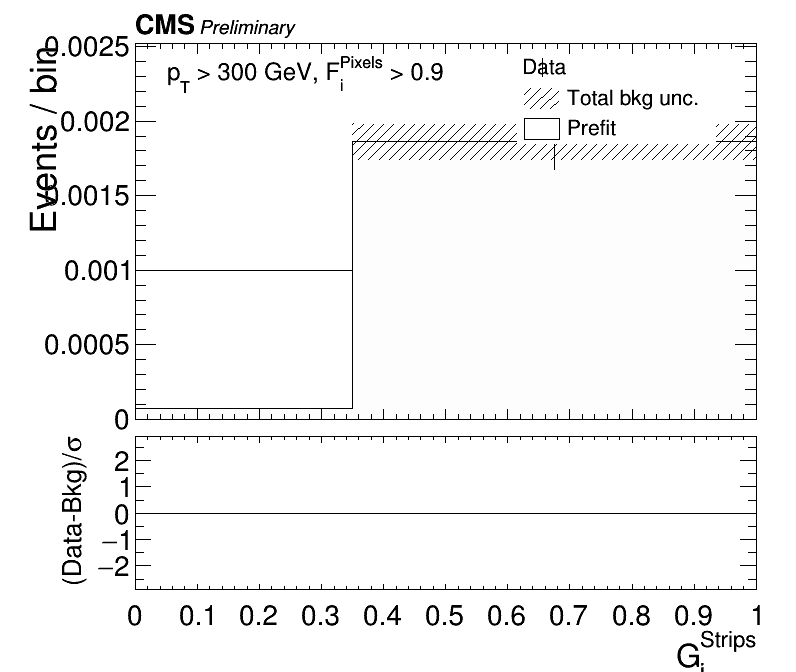 CMS Preliminary
0.0025
p_T > 300 GeV, F_i^Pixels > 0.9
Data
Total bkg unc.
Prefit
Events / bin
0.002
0.0015
0.001
0.0005
0
(Data-Bkg)/σ
2
1
0
−1
−2
0 0.1 0.2 0.3 0.4 0.5 0.6 0.7 0.8 0.9 1
G_i^Strips